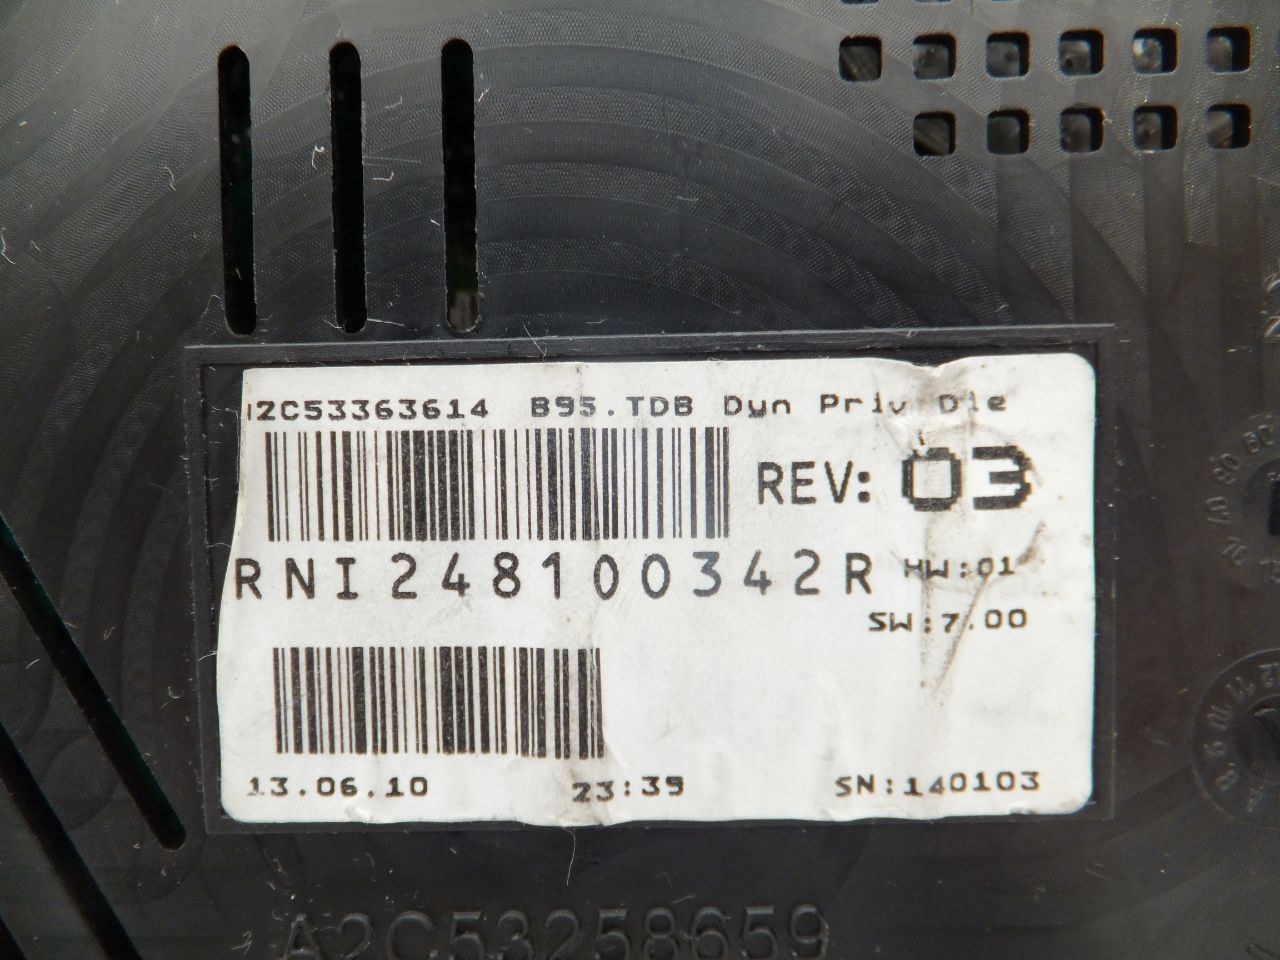 12C53363614 B95.TDB Dyn Priv Die
REV: 03
RNI248100342R HW:01
SW:7.00
13.06.10 23:39 SN:140103
A2C53258659